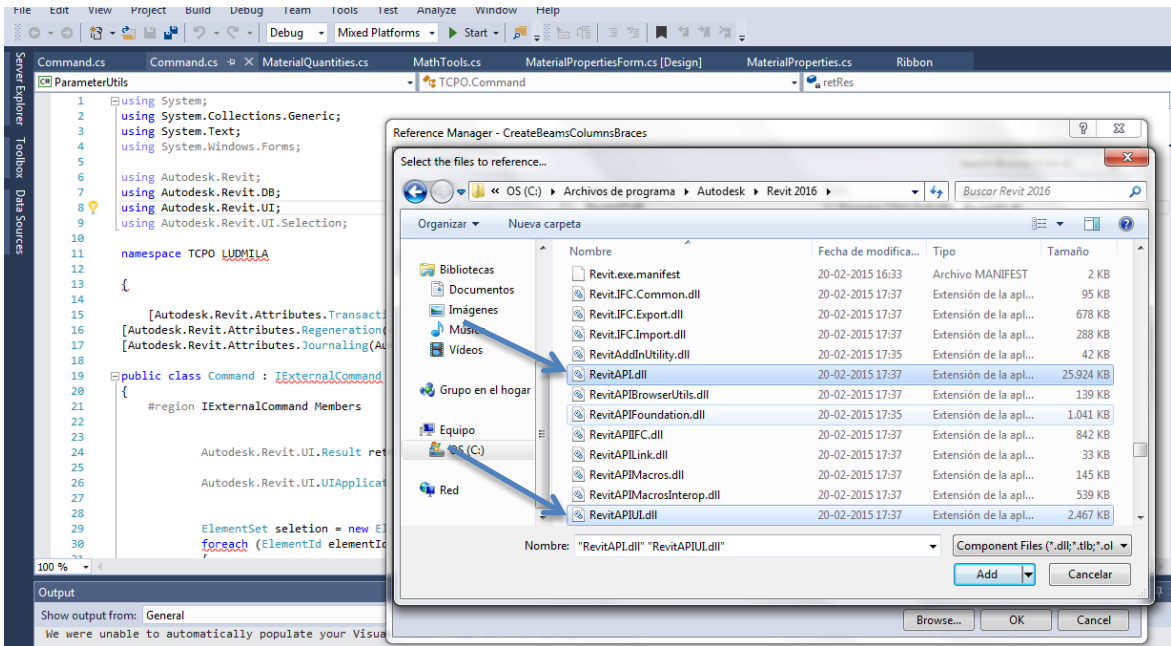 File Edit View Project Build Debug Team Tools Test Analyze Window Help
Debug Mixed Platforms Start
Server Explorer
Toolbox
Data Sources
Command.cs Command.cs MaterialQuantities.cs MathTools.cs MaterialPropertiesForm.cs [Design] MaterialProperties.cs Ribbon
C# ParameterUtils TCPO.Command retRes
1 using System;
2 using System.Collections.Generic;
3 using System.Text;
4 using System.Windows.Forms;
5
6 using Autodesk.Revit;
7 using Autodesk.Revit.DB;
8 using Autodesk.Revit.UI;
9 using Autodesk.Revit.UI.Selection;
10
11 namespace TCPO LUDMILA
12
13 {
14
15 [Autodesk.Revit.Attributes.Transacti
16 [Autodesk.Revit.Attributes.Regeneration(
17 [Autodesk.Revit.Attributes.Journaling(Au
18
19 public class Command : IExternalCommand
20 {
21 #region IExternalCommand Members
22
23
24 Autodesk.Revit.UI.Result ret
25
26 Autodesk.Revit.UI.UIApplicat
27
28
29 ElementSet seletion = new El
30 foreach (ElementId elementId
31 {
100 %
Output
Show output from: General
We were unable to automatically populate your Visua
Reference Manager - CreateBeamsColumnsBraces
Select the files to reference...
« OS (C:) Archivos de programa Autodesk Revit 2016 Buscar Revit 2016
Organizar Nueva carpeta
Bibliotecas
Documentos
Imágenes
Música
Vídeos
Grupo en el hogar
Equipo
OS (C:)
Red
Nombre Fecha de modifica... Tipo Tamaño
Revit.exe.manifest 20-02-2015 16:33 Archivo MANIFEST 2 KB
Revit.IFC.Common.dll 20-02-2015 17:37 Extensión de la apl... 95 KB
Revit.IFC.Export.dll 20-02-2015 17:37 Extensión de la apl... 678 KB
Revit.IFC.Import.dll 20-02-2015 17:37 Extensión de la apl... 288 KB
RevitAddInUtility.dll 20-02-2015 17:35 Extensión de la apl... 42 KB
RevitAPI.dll 20-02-2015 17:37 Extensión de la apl... 25.924 KB
RevitAPIBrowserUtils.dll 20-02-2015 17:37 Extensión de la apl... 139 KB
RevitAPIFoundation.dll 20-02-2015 17:35 Extensión de la apl... 1.041 KB
RevitAPIIFC.dll 20-02-2015 17:37 Extensión de la apl... 842 KB
RevitAPILink.dll 20-02-2015 17:37 Extensión de la apl... 33 KB
RevitAPIMacros.dll 20-02-2015 17:37 Extensión de la apl... 145 KB
RevitAPIMacrosInterop.dll 20-02-2015 17:37 Extensión de la apl... 539 KB
RevitAPIUI.dll 20-02-2015 17:37 Extensión de la apl... 2.467 KB
Nombre: "RevitAPI.dll" "RevitAPIUI.dll" Component Files (*.dll;*.tlb;*.ol
Add Cancelar
Browse... OK Cancel